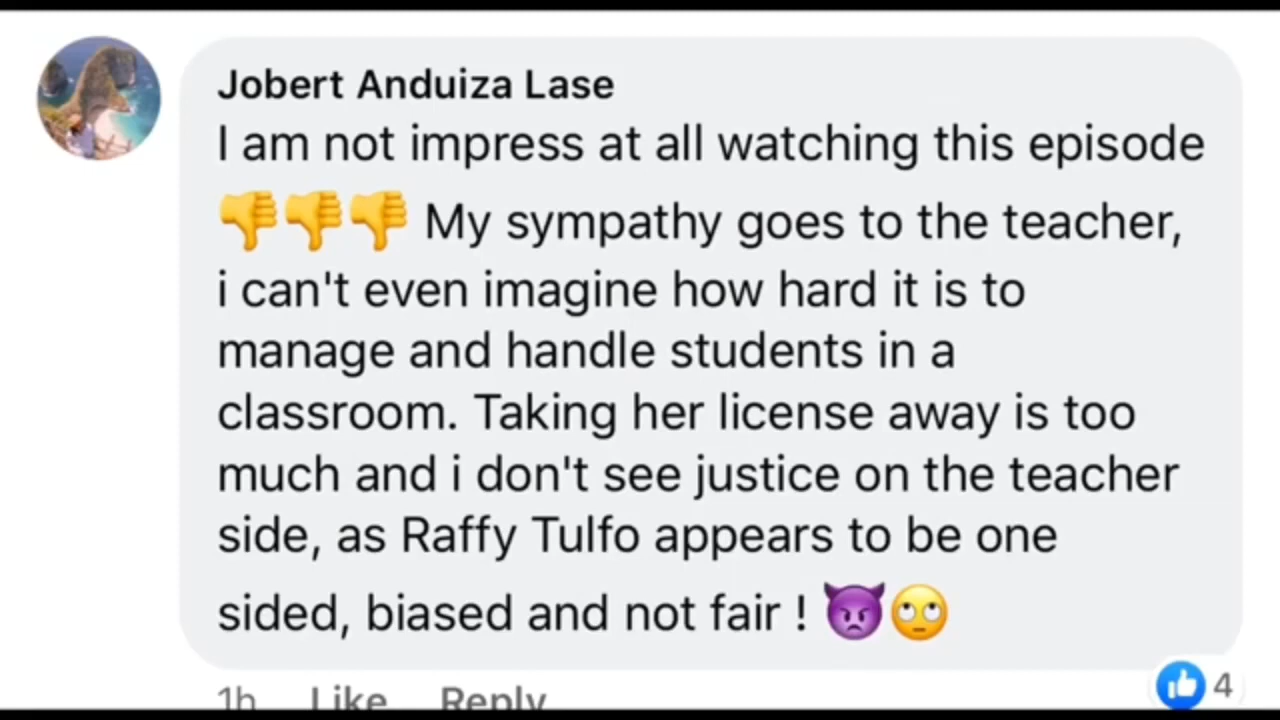 Jobert Anduiza Lase
I am not impress at all watching this episode
👎👎👎 My sympathy goes to the teacher,
i can't even imagine how hard it is to
manage and handle students in a
classroom. Taking her license away is too
much and i don't see justice on the teacher
side, as Raffy Tulfo appears to be one
sided, biased and not fair ! 👿🙄
1h Like Reply 4